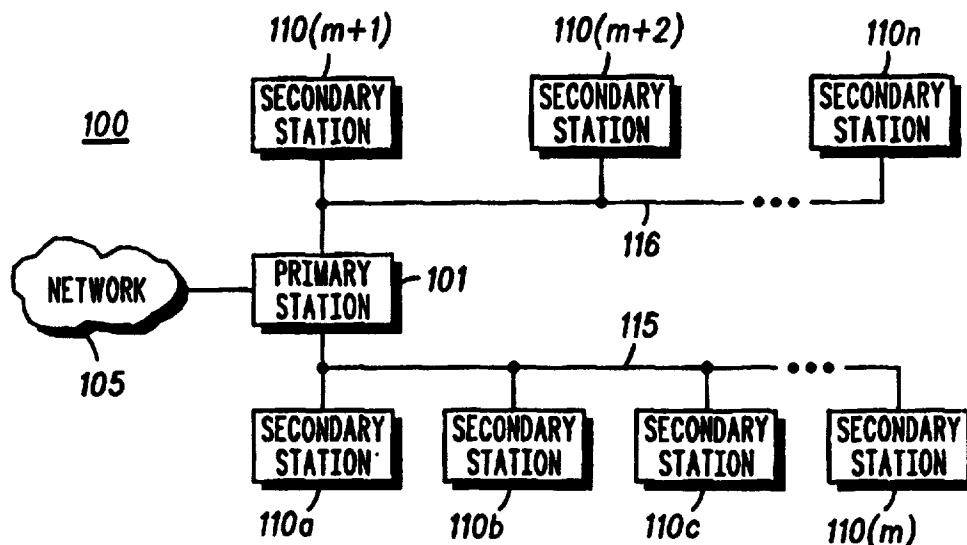 110(m+1)
110(m+2)
110n
100
SECONDARY
STATION
SECONDARY
STATION
SECONDARY
STATION
116
NETWORK
PRIMARY
STATION
101
105
115
SECONDARY
STATION
SECONDARY
STATION
SECONDARY
STATION
SECONDARY
STATION
110a
110b
110c
110(m)